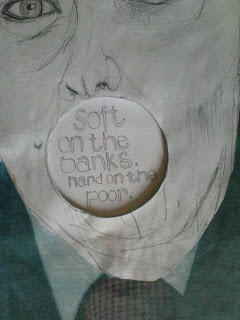 soft
on the
banks.
hard on the
poor.